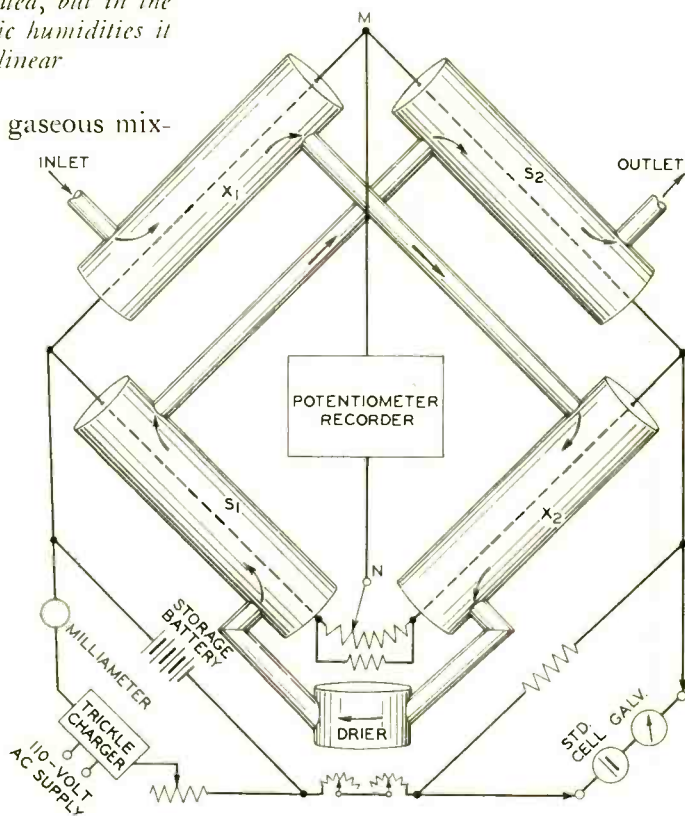 but in the
ic humidities it
linear
gaseous mix-
M
INLET
OUTLET
X1
S2
POTENTIOMETER
RECORDER
S1
X2
N
STORAGE
BATTERY
MILLIAMETER
TRICKLE
CHARGER
110-VOLT
AC SUPPLY
DRIER
STD.
CELL
GALV.